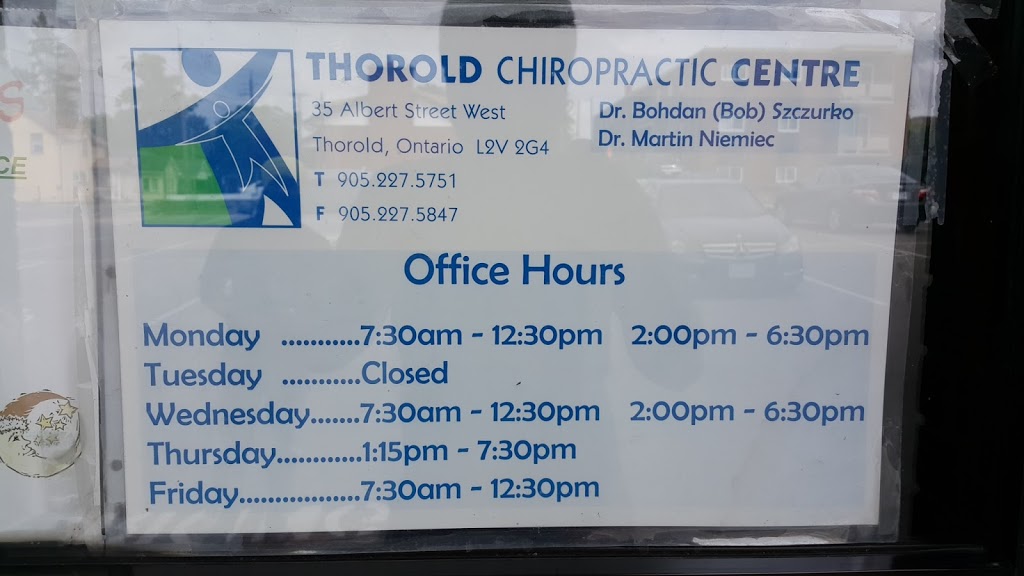 THOROLD CHIROPRACTIC CENTRE
35 Albert Street West
Thorold, Ontario L2V 2G4
T 905.227.5751
F 905.227.5847
Dr. Bohdan (Bob) Szczurko
Dr. Martin Niemiec
Office Hours
Monday ............7:30am - 12:30pm 2:00pm - 6:30pm
Tuesday ............Closed
Wednesday.......7:30am - 12:30pm 2:00pm - 6:30pm
Thursday.............1:15pm - 7:30pm
Friday..................7:30am - 12:30pm